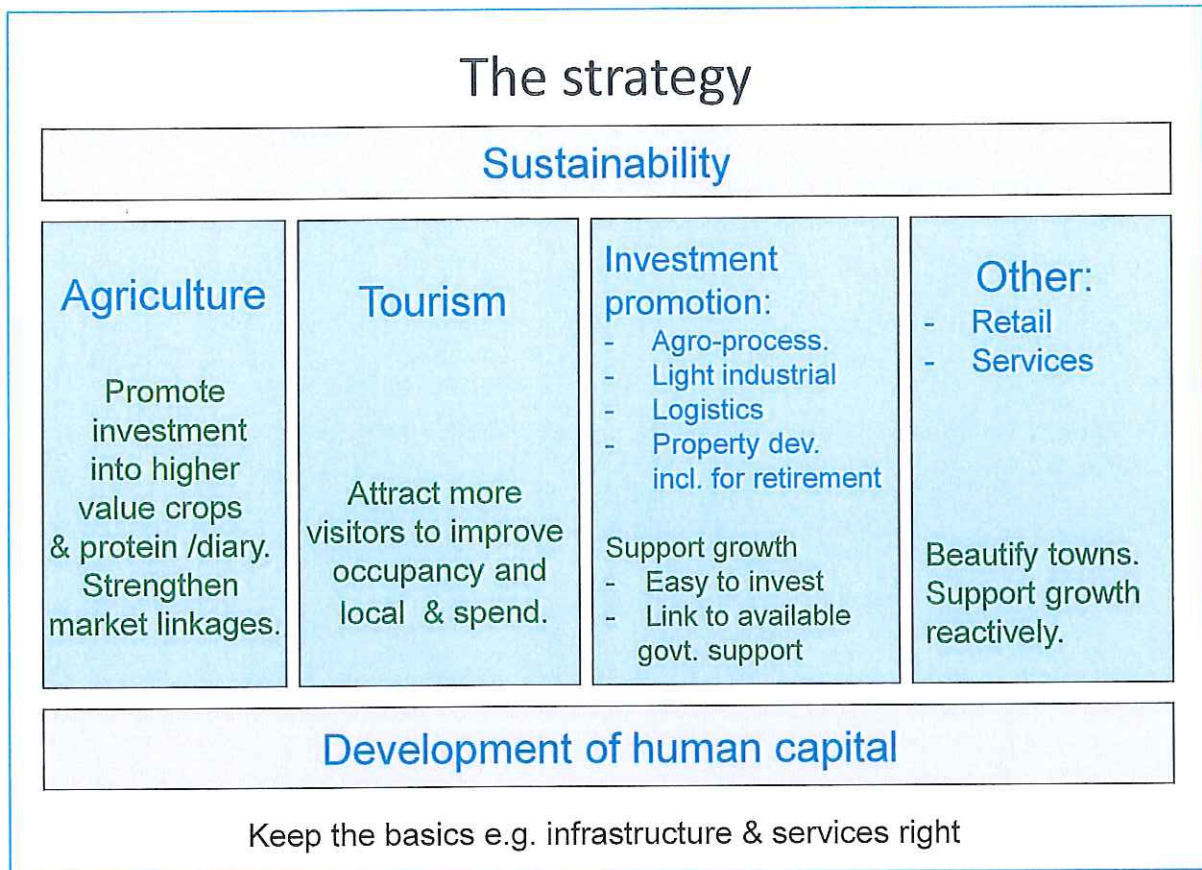 The strategy
Sustainability
Agriculture
Promote
investment
into higher
value crops
& protein /diary.
Strengthen
market linkages.
Tourism
Attract more
visitors to improve
occupancy and
local & spend.
Investment
promotion:
- Agro-process.
- Light industrial
- Logistics
- Property dev.
incl. for retirement
Support growth
- Easy to invest
- Link to available
govt. support
Other:
- Retail
- Services
Beautify towns.
Support growth
reactively.
Development of human capital
Keep the basics e.g. infrastructure & services right